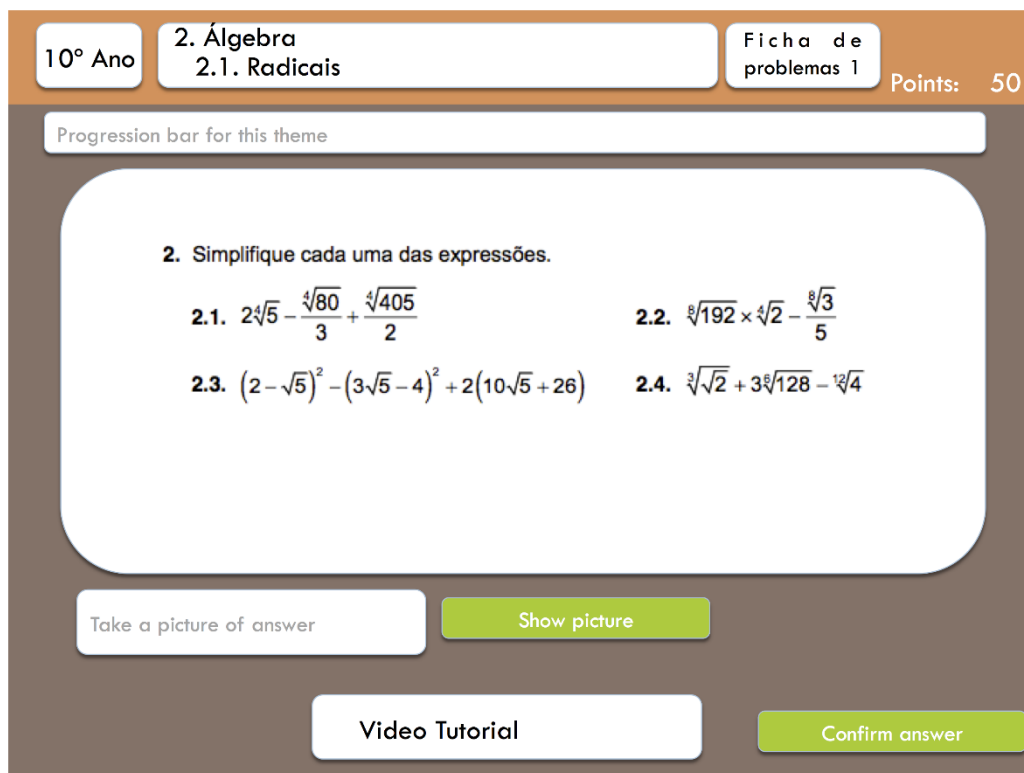 10º Ano
2. Álgebra
2.1. Radicais
Ficha de
problemas 1
Points: 50
Progression bar for this theme
2. Simplifique cada uma das expressões.
2.1. 2∜5 − ∜80/3 + ∜405/2
2.2. ⁸√192 × ∜2 − ⁸√3/5
2.3. (2 − √5)² − (3√5 − 4)² + 2(10√5 + 26)
2.4. ∛√2 + 3⁶√128 − ¹²√4
Take a picture of answer
Show picture
Video Tutorial
Confirm answer